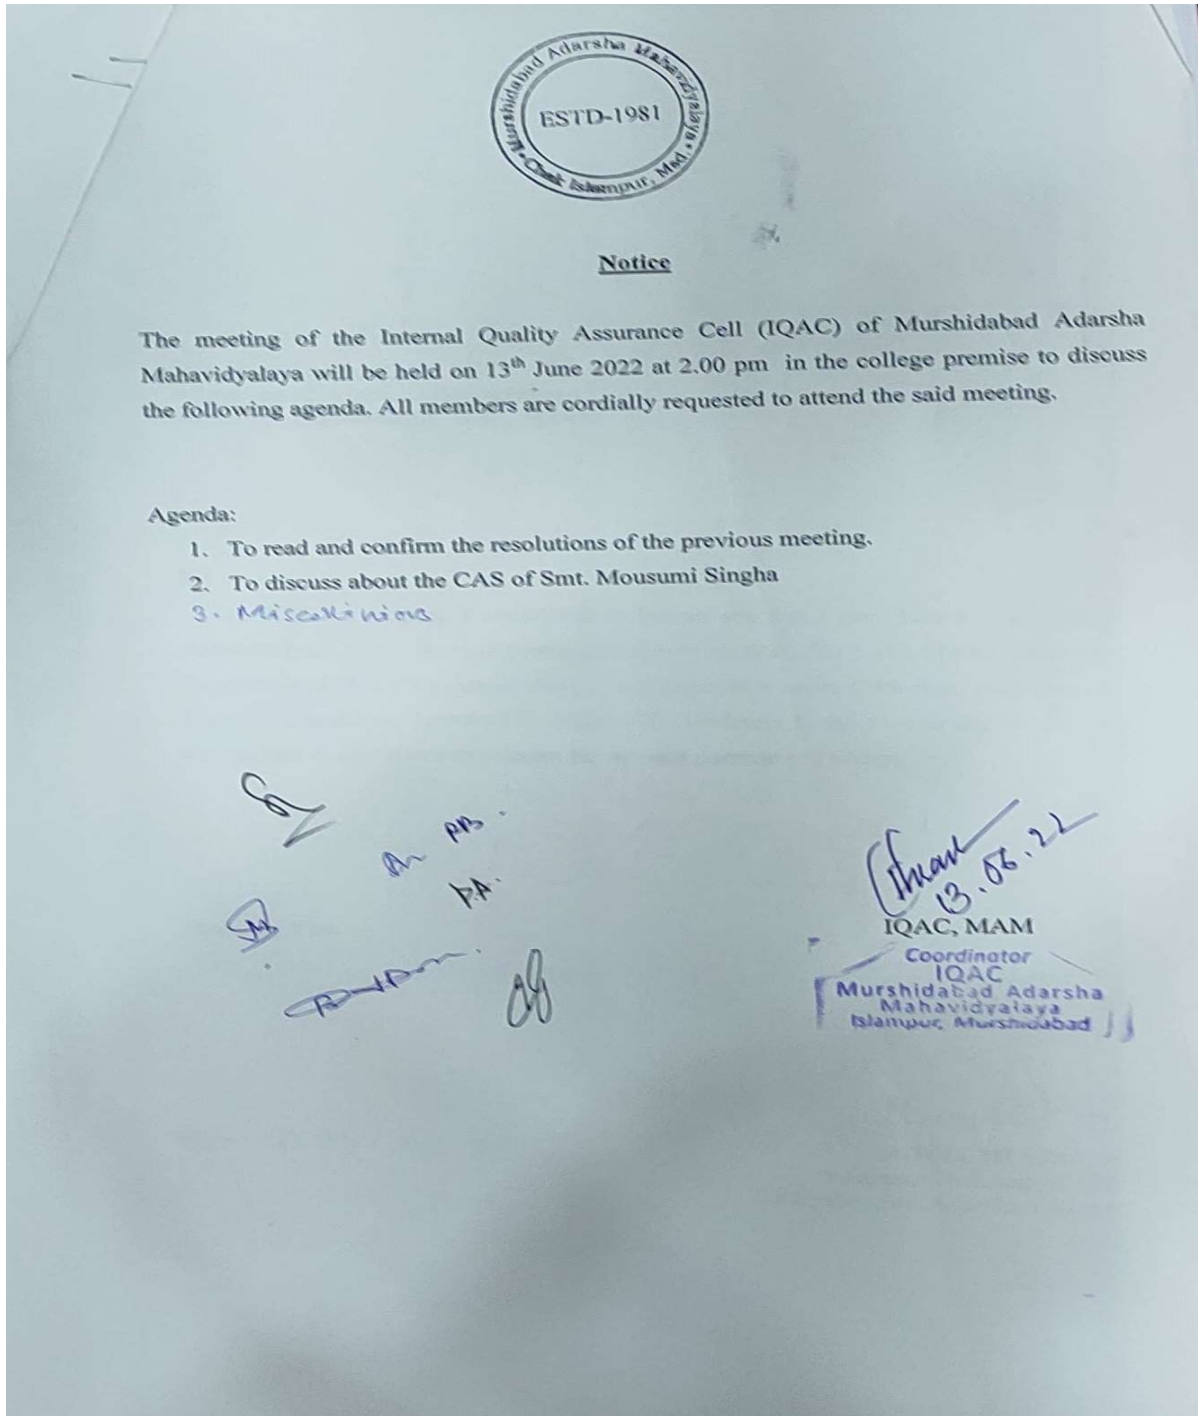 Murshidabad Adarsha Mahavidyalaya
ESTD-1981
Chak Islampur, Msd.
Notice
The meeting of the Internal Quality Assurance Cell (IQAC) of Murshidabad Adarsha
Mahavidyalaya will be held on 13th June 2022 at 2.00 pm in the college premise to discuss
the following agenda. All members are cordially requested to attend the said meeting.
Agenda:
1. To read and confirm the resolutions of the previous meeting.
2. To discuss about the CAS of Smt. Mousumi Singha
3. Miscellinious
PB.
P.A.
13.06.22
IQAC, MAM
Coordinator
IQAC
Murshidabad Adarsha
Mahavidyalaya
Islampur, Murshidabad